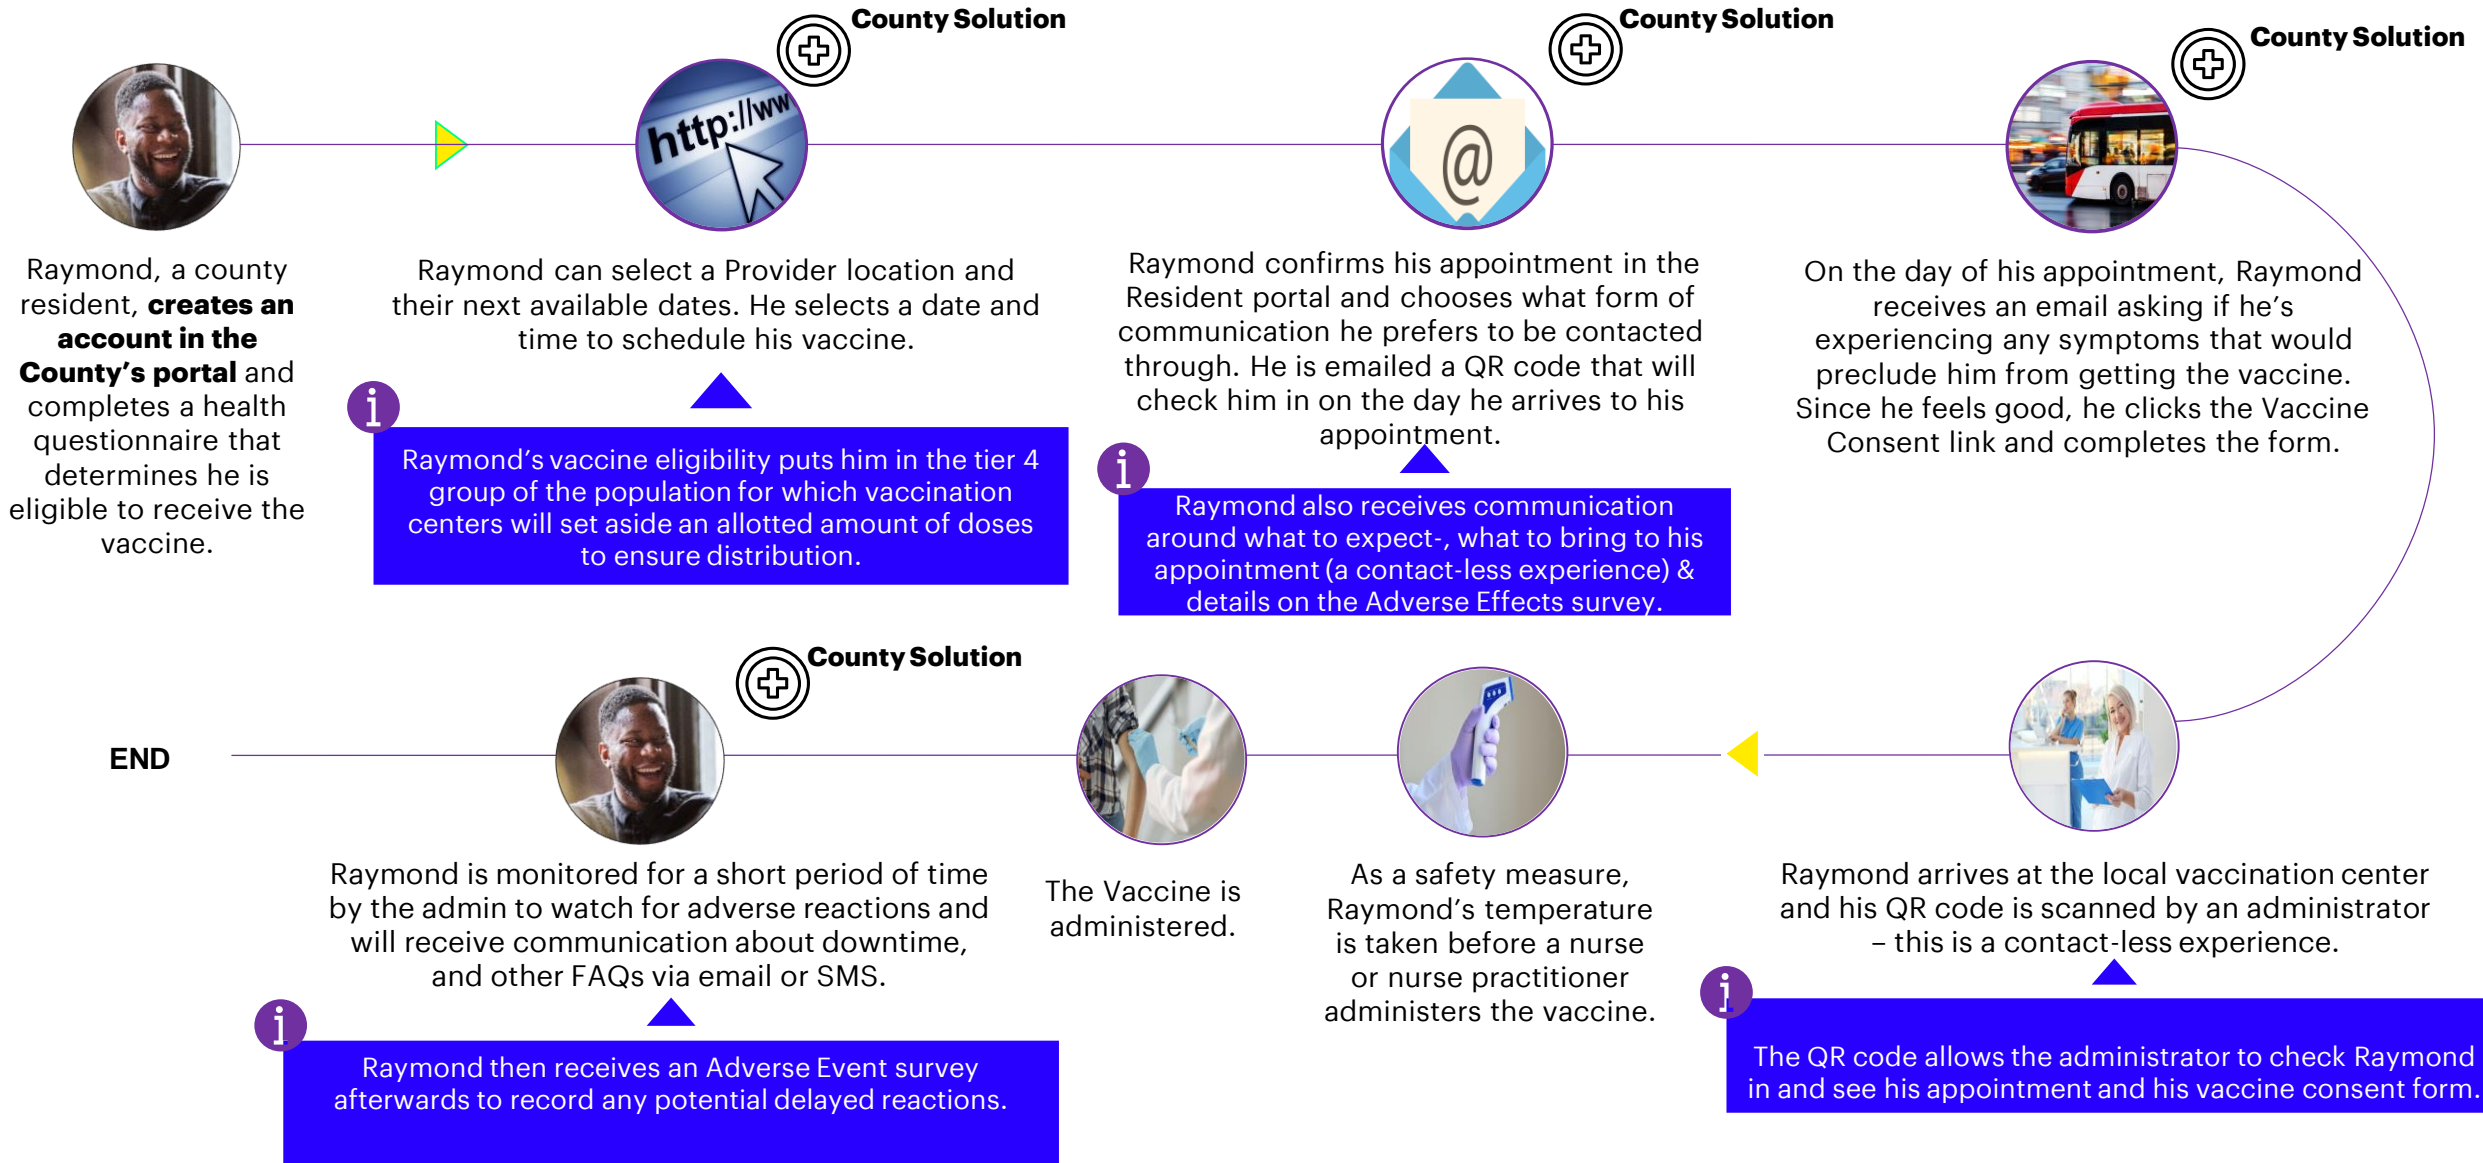 County Solution
County Solution
County Solution
http://ww
@
Raymond, a county
resident, creates an
account in the
County's portal and
completes a health
questionnaire that
determines he is
eligible to receive the
vaccine.
Raymond can select a Provider location and
their next available dates. He selects a date and
time to schedule his vaccine.
i
Raymond's vaccine eligibility puts him in the tier 4
group of the population for which vaccination
centers will set aside an allotted amount of doses
to ensure distribution.
Raymond confirms his appointment in the
Resident portal and chooses what form of
communication he prefers to be contacted
through. He is emailed a QR code that will
check him in on the day he arrives to his
appointment.
i
Raymond also receives communication
around what to expect-, what to bring to his
appointment (a contact-less experience) &
details on the Adverse Effects survey.
On the day of his appointment, Raymond
receives an email asking if he's
experiencing any symptoms that would
preclude him from getting the vaccine.
Since he feels good, he clicks the Vaccine
Consent link and completes the form.
Raymond arrives at the local vaccination center
and his QR code is scanned by an administrator
– this is a contact-less experience.
i
The QR code allows the administrator to check Raymond
in and see his appointment and his vaccine consent form.
As a safety measure,
Raymond's temperature
is taken before a nurse
or nurse practitioner
administers the vaccine.
The Vaccine is
administered.
County Solution
Raymond is monitored for a short period of time
by the admin to watch for adverse reactions and
will receive communication about downtime,
and other FAQs via email or SMS.
i
Raymond then receives an Adverse Event survey
afterwards to record any potential delayed reactions.
END